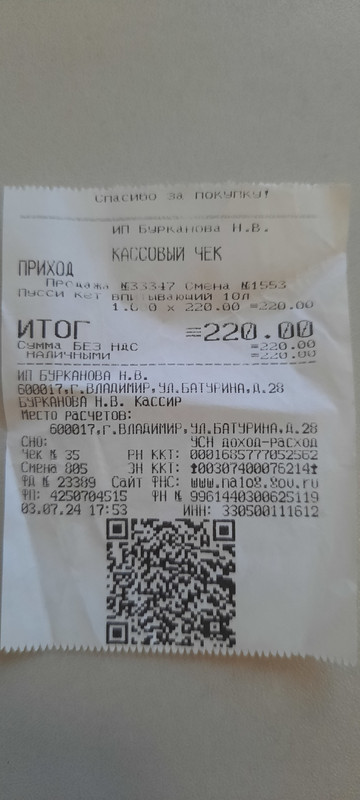 Спасибо за покупку!
ИП Бурканова Н.В.
КАССОВЫЙ ЧЕК
ПРИХОД
Продажа №33347 Смена №1553
Пусси Кет впитывающий 10л
1.000 x 220.00 =220.00
ИТОГ =220.00
Сумма БЕЗ НДС =220.00
НАЛИЧНЫМИ =220.00
ИП БУРКАНОВА Н.В.
600017,г.ВЛАДИМИР,УЛ.БАТУРИНА,Д.28
БУРКАНОВА Н.В. Кассир
Место расчетов:
600017,г.ВЛАДИМИР,УЛ.БАТУРИНА,Д.28
СНО: УСН доход-расход
Чек № 35 РН ККТ: 0001685777052562
Смена 805 ЗН ККТ: 00307400076214
ФД № 23389 Сайт ФНС: www.nalog.gov.ru
ФП: 4250704515 ФН № 9961440300625119
03.07.24 17:53 ИНН: 330500111612